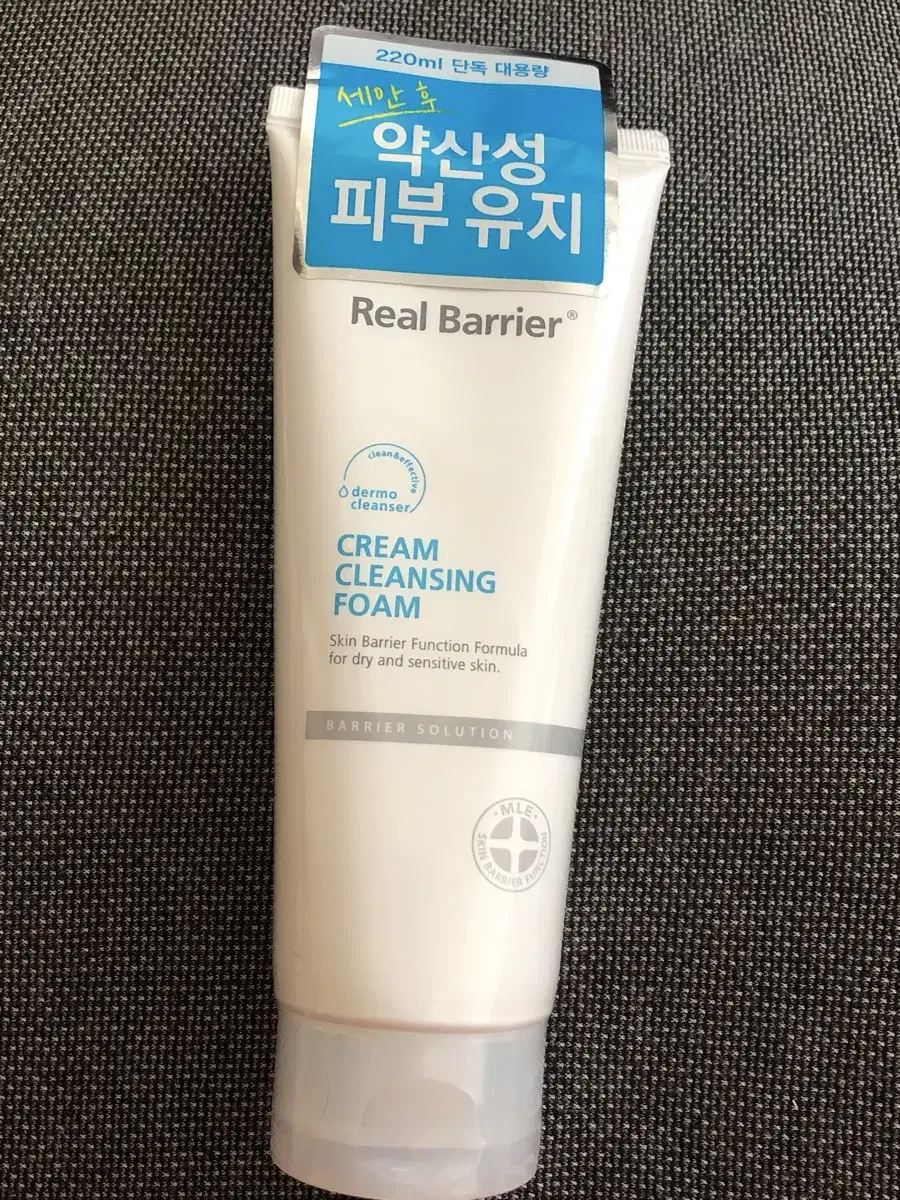 220ml 단독 대용량
세안 후
약산성
피부 유지
Real Barrier®
clean&effective
dermo
cleanser
CREAM
CLEANSING
FOAM
Skin Barrier Function Formula
for dry and sensitive skin.
BARRIER SOLUTION
·MLE·
SKIN BARRIER FUNCTION